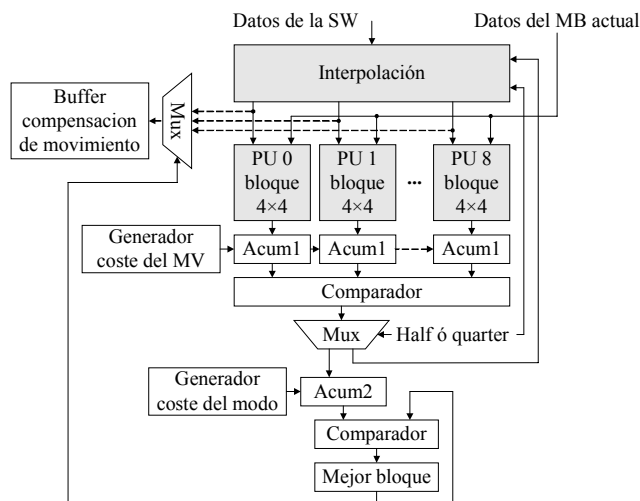 Datos de la SW
Datos del MB actual
Interpolación
Buffer
compensacion
de movimiento
Mux
PU 0
bloque
4×4
PU 1
bloque
4×4
...
PU 8
bloque
4×4
Generador
coste del MV
Acum1
Acum1
Acum1
Comparador
Mux
Half ó quarter
Generador
coste del modo
Acum2
Comparador
Mejor bloque